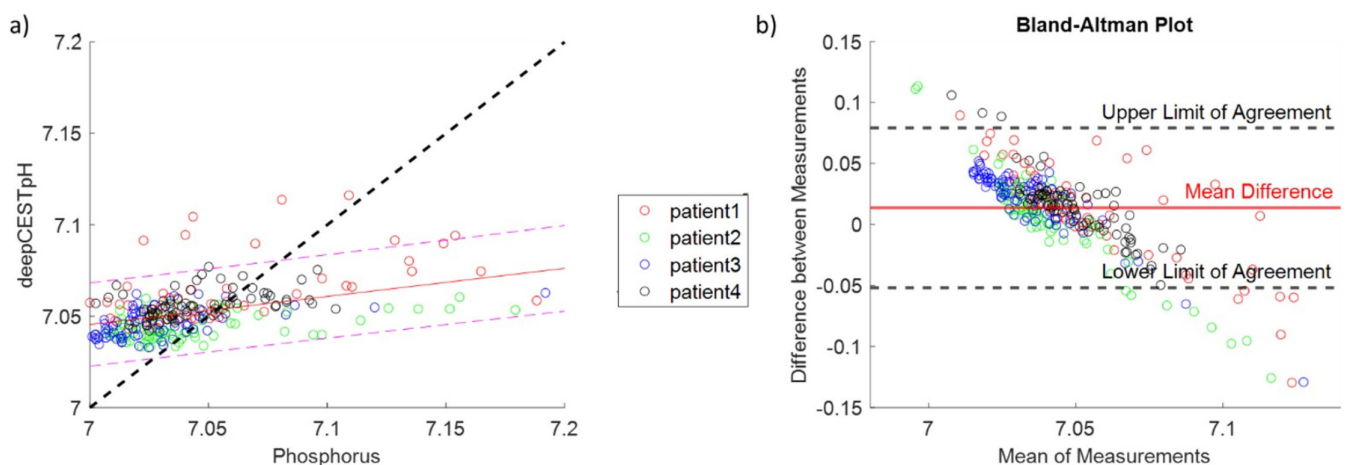 a)
7.2
7.15
7.1
7.05
7
deepCESTpH
7
7.05
7.1
7.15
7.2
Phosphorus
patient1
patient2
patient3
patient4
b)
Bland-Altman Plot
0.15
0.1
0.05
0
-0.05
-0.1
-0.15
Difference between Measurements
Upper Limit of Agreement
Mean Difference
Lower Limit of Agreement
7
7.05
7.1
Mean of Measurements